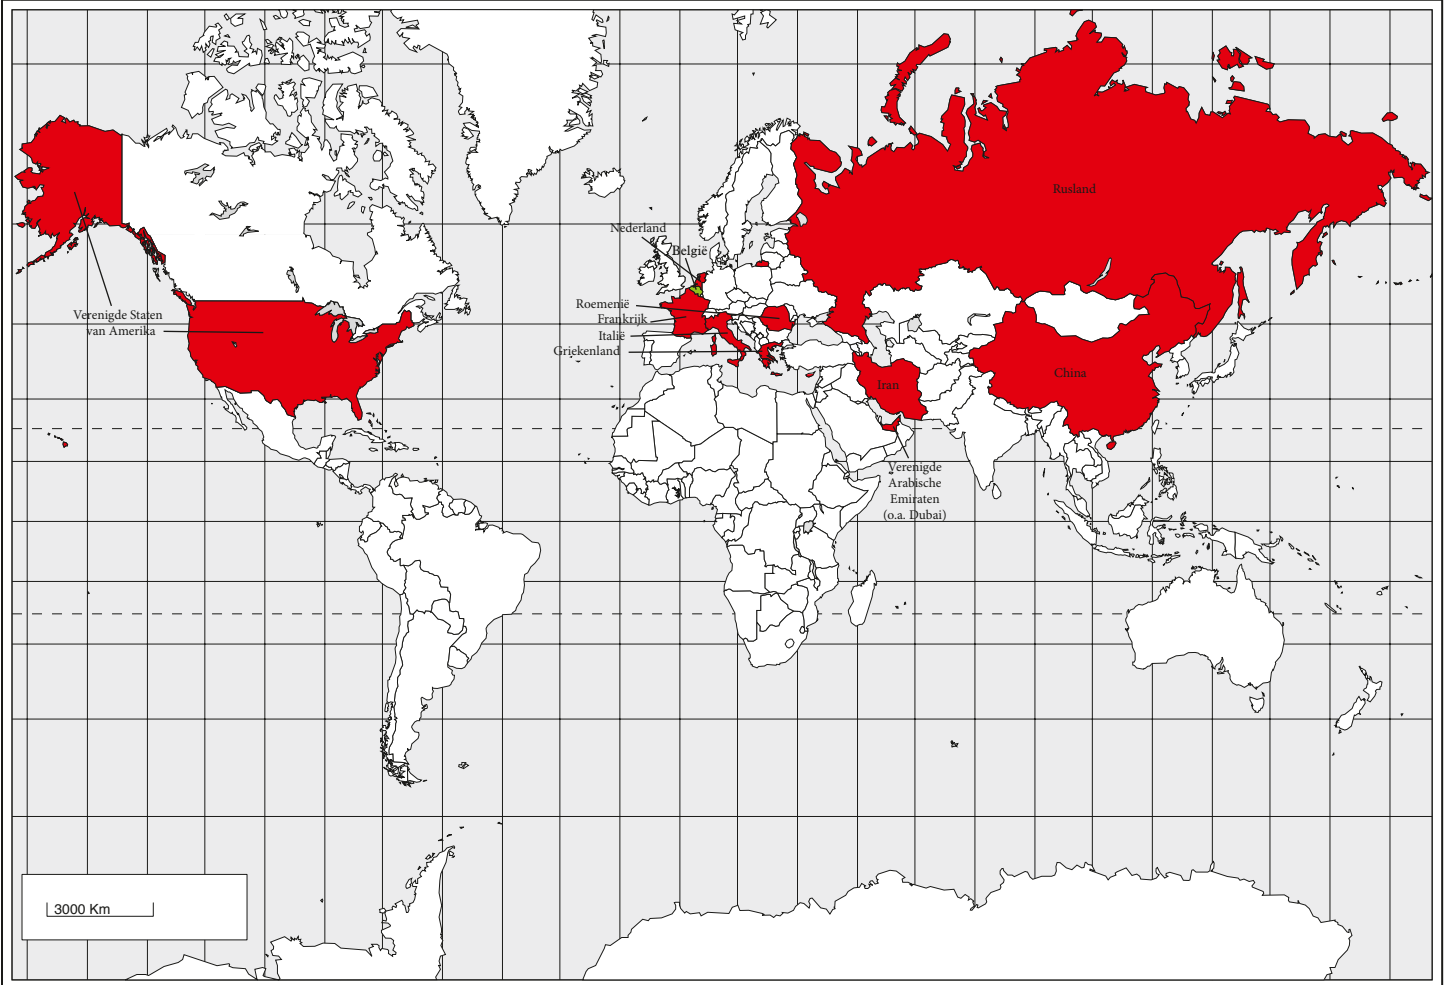 Rusland
Nederland
België
Roemenië
Frankrijk
Italië
Griekenland
Verenigde Staten
van Amerika
China
Iran
Verenigde
Arabische
Emiraten
(o.a. Dubai)
3000 Km